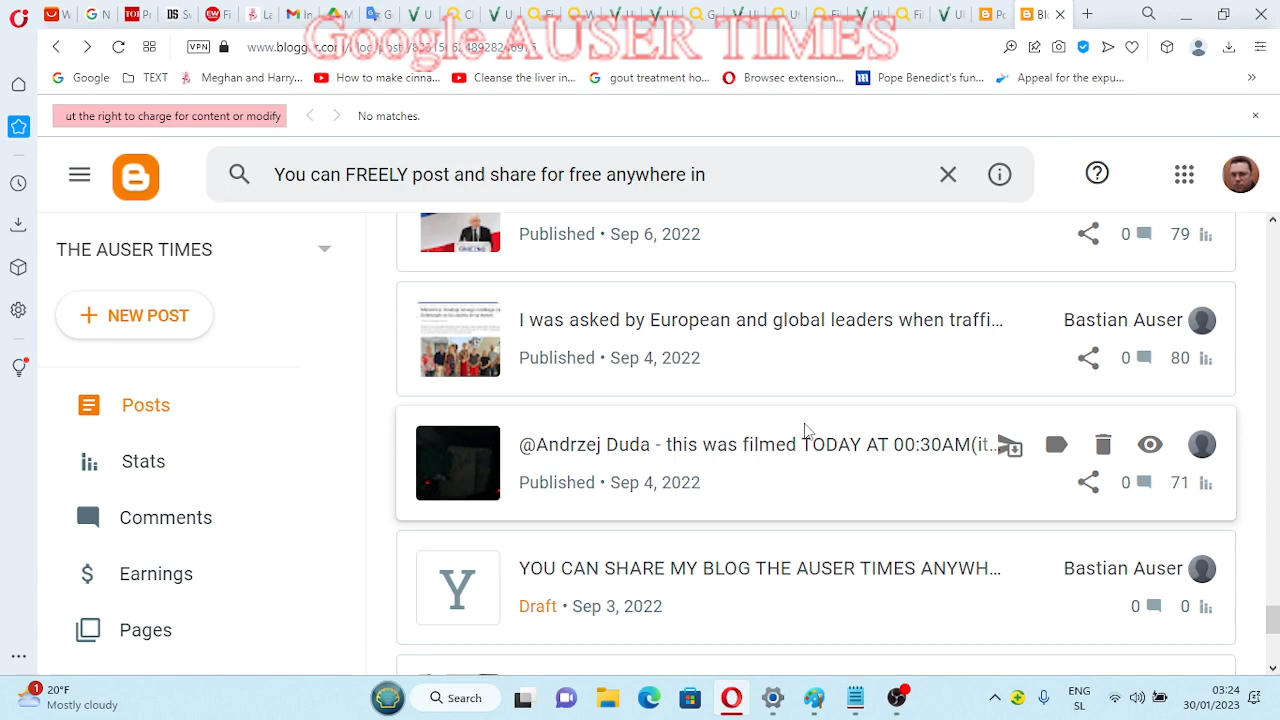 Google AUSER TIMES
VPN
Google
TEXT
Meghan and Harry...
How to make cinna...
Cleanse the liver in...
gout treatment ho...
Browsec extension...
Pope Benedict's fun...
Appeal for the expu...
ut the right to charge for content or modify
No matches.
You can FREELY post and share for free anywhere in
THE AUSER TIMES
NEW POST
Posts
Stats
Comments
Earnings
Pages
Published • Sep 6, 2022
0
79
I was asked by European and global leaders when traffi...
Bastian Auser
Published • Sep 4, 2022
0
80
@Andrzej Duda - this was filmed TODAY AT 00:30AM(it...
Published • Sep 4, 2022
0
71
Y
YOU CAN SHARE MY BLOG THE AUSER TIMES ANYWH...
Bastian Auser
Draft • Sep 3, 2022
0
0
1
20°F
Mostly cloudy
Search
ENG
SL
03:24
30/01/2023